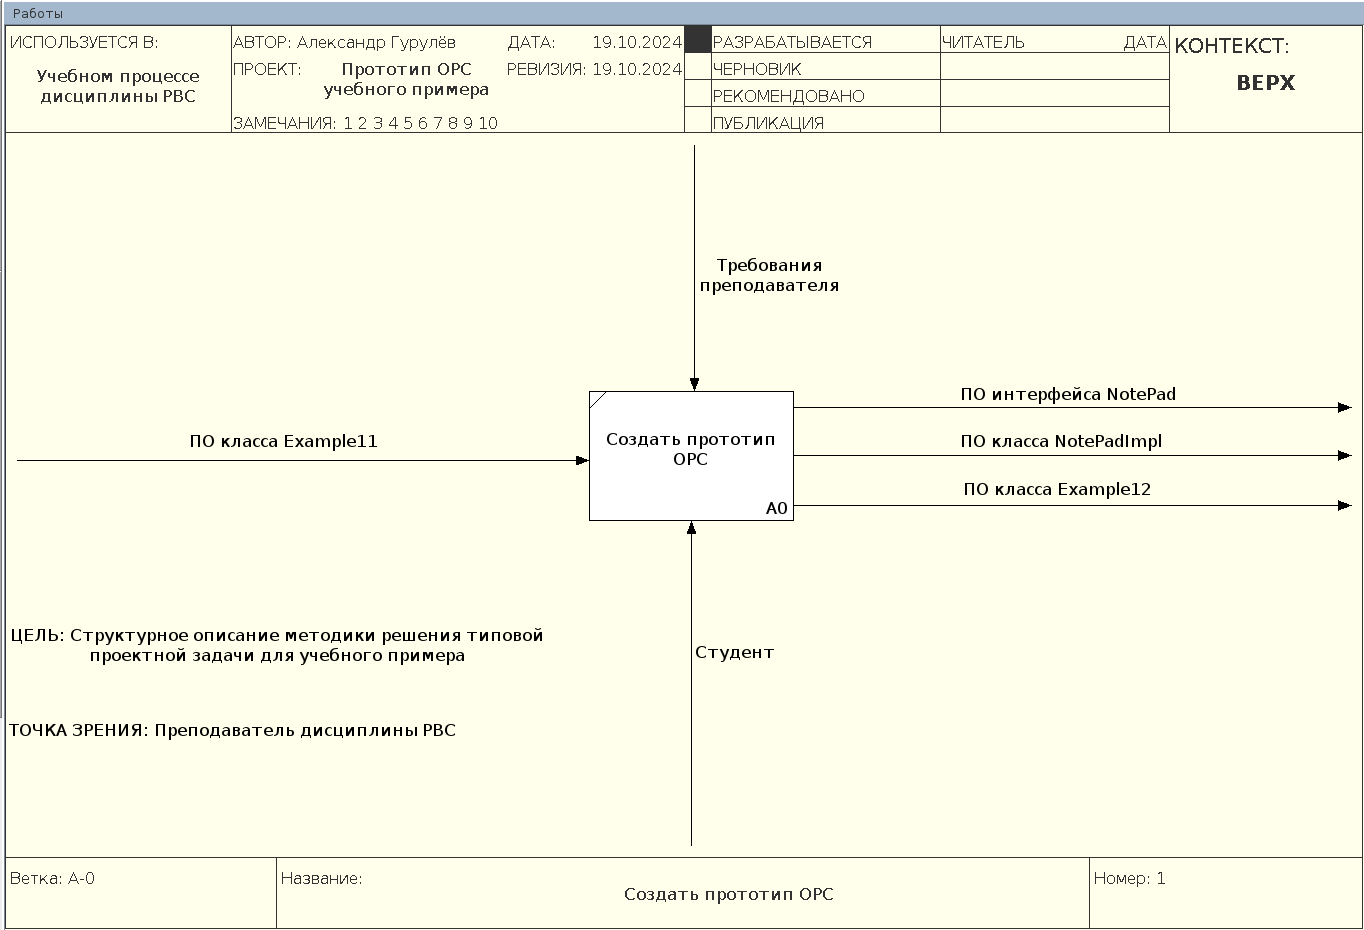 Работы
ИСПОЛЬЗУЕТСЯ В:
Учебном процессе
дисциплины РВС
АВТОР: Александр Гурулёв
ДАТА: 19.10.2024
ПРОЕКТ: Прототип ОРС
учебного примера
РЕВИЗИЯ: 19.10.2024
ЗАМЕЧАНИЯ: 1 2 3 4 5 6 7 8 9 10
РАЗРАБАТЫВАЕТСЯ
ЧЕРНОВИК
РЕКОМЕНДОВАНО
ПУБЛИКАЦИЯ
ЧИТАТЕЛЬ ДАТА
КОНТЕКСТ:
ВЕРХ
Требования
преподавателя
ПО класса Example11
Создать прототип
ОРС
A0
ПО интерфейса NotePad
ПО класса NotePadImpl
ПО класса Example12
Студент
ЦЕЛЬ: Структурное описание методики решения типовой
проектной задачи для учебного примера
ТОЧКА ЗРЕНИЯ: Преподаватель дисциплины РВС
Ветка: A-0
Название:
Создать прототип ОРС
Номер: 1